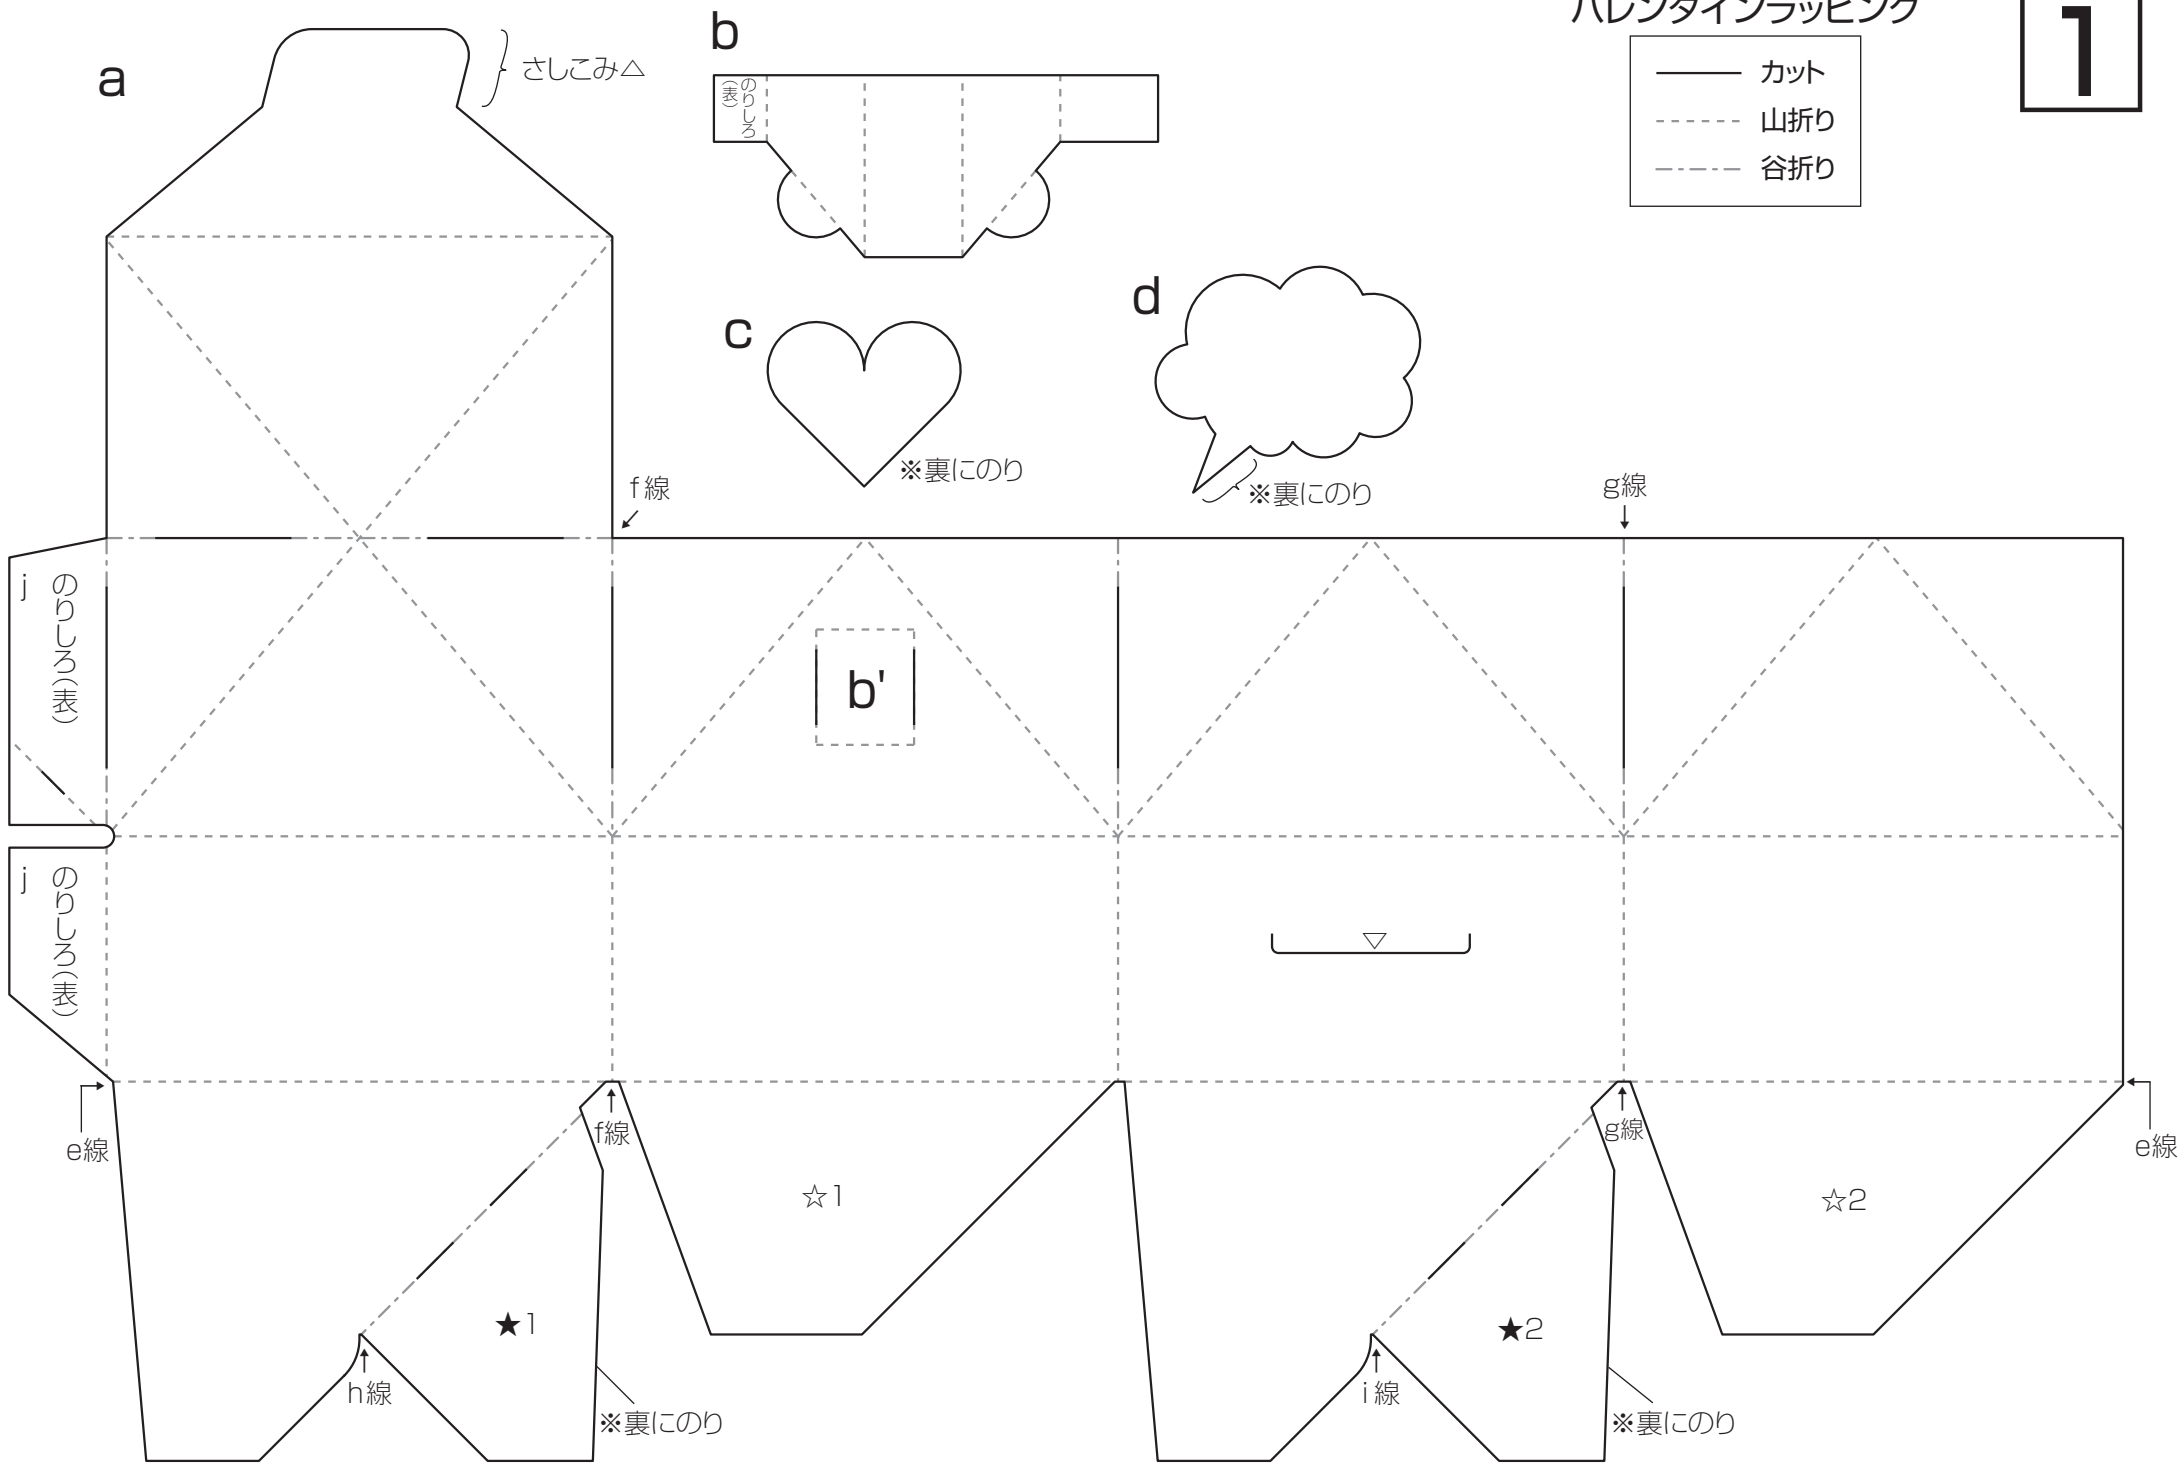 バレンタインラッピング
1
カット
山折り
谷折り
a
さしこみ△
b
のりしろ
(表)
c
※裏にのり
d
※裏にのり
f線
g線
j
のりしろ(表)
b'
j
のりしろ(表)
▽
e線
f線
g線
e線
☆1
☆2
★1
★2
h線
i線
※裏にのり
※裏にのり